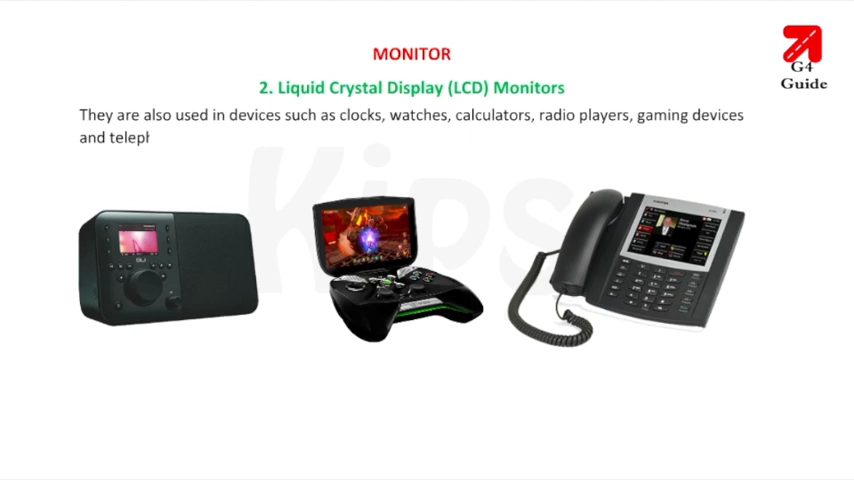 MONITOR
G4
Guide
2. Liquid Crystal Display (LCD) Monitors
They are also used in devices such as clocks, watches, calculators, radio players, gaming devices
and telep
Kips